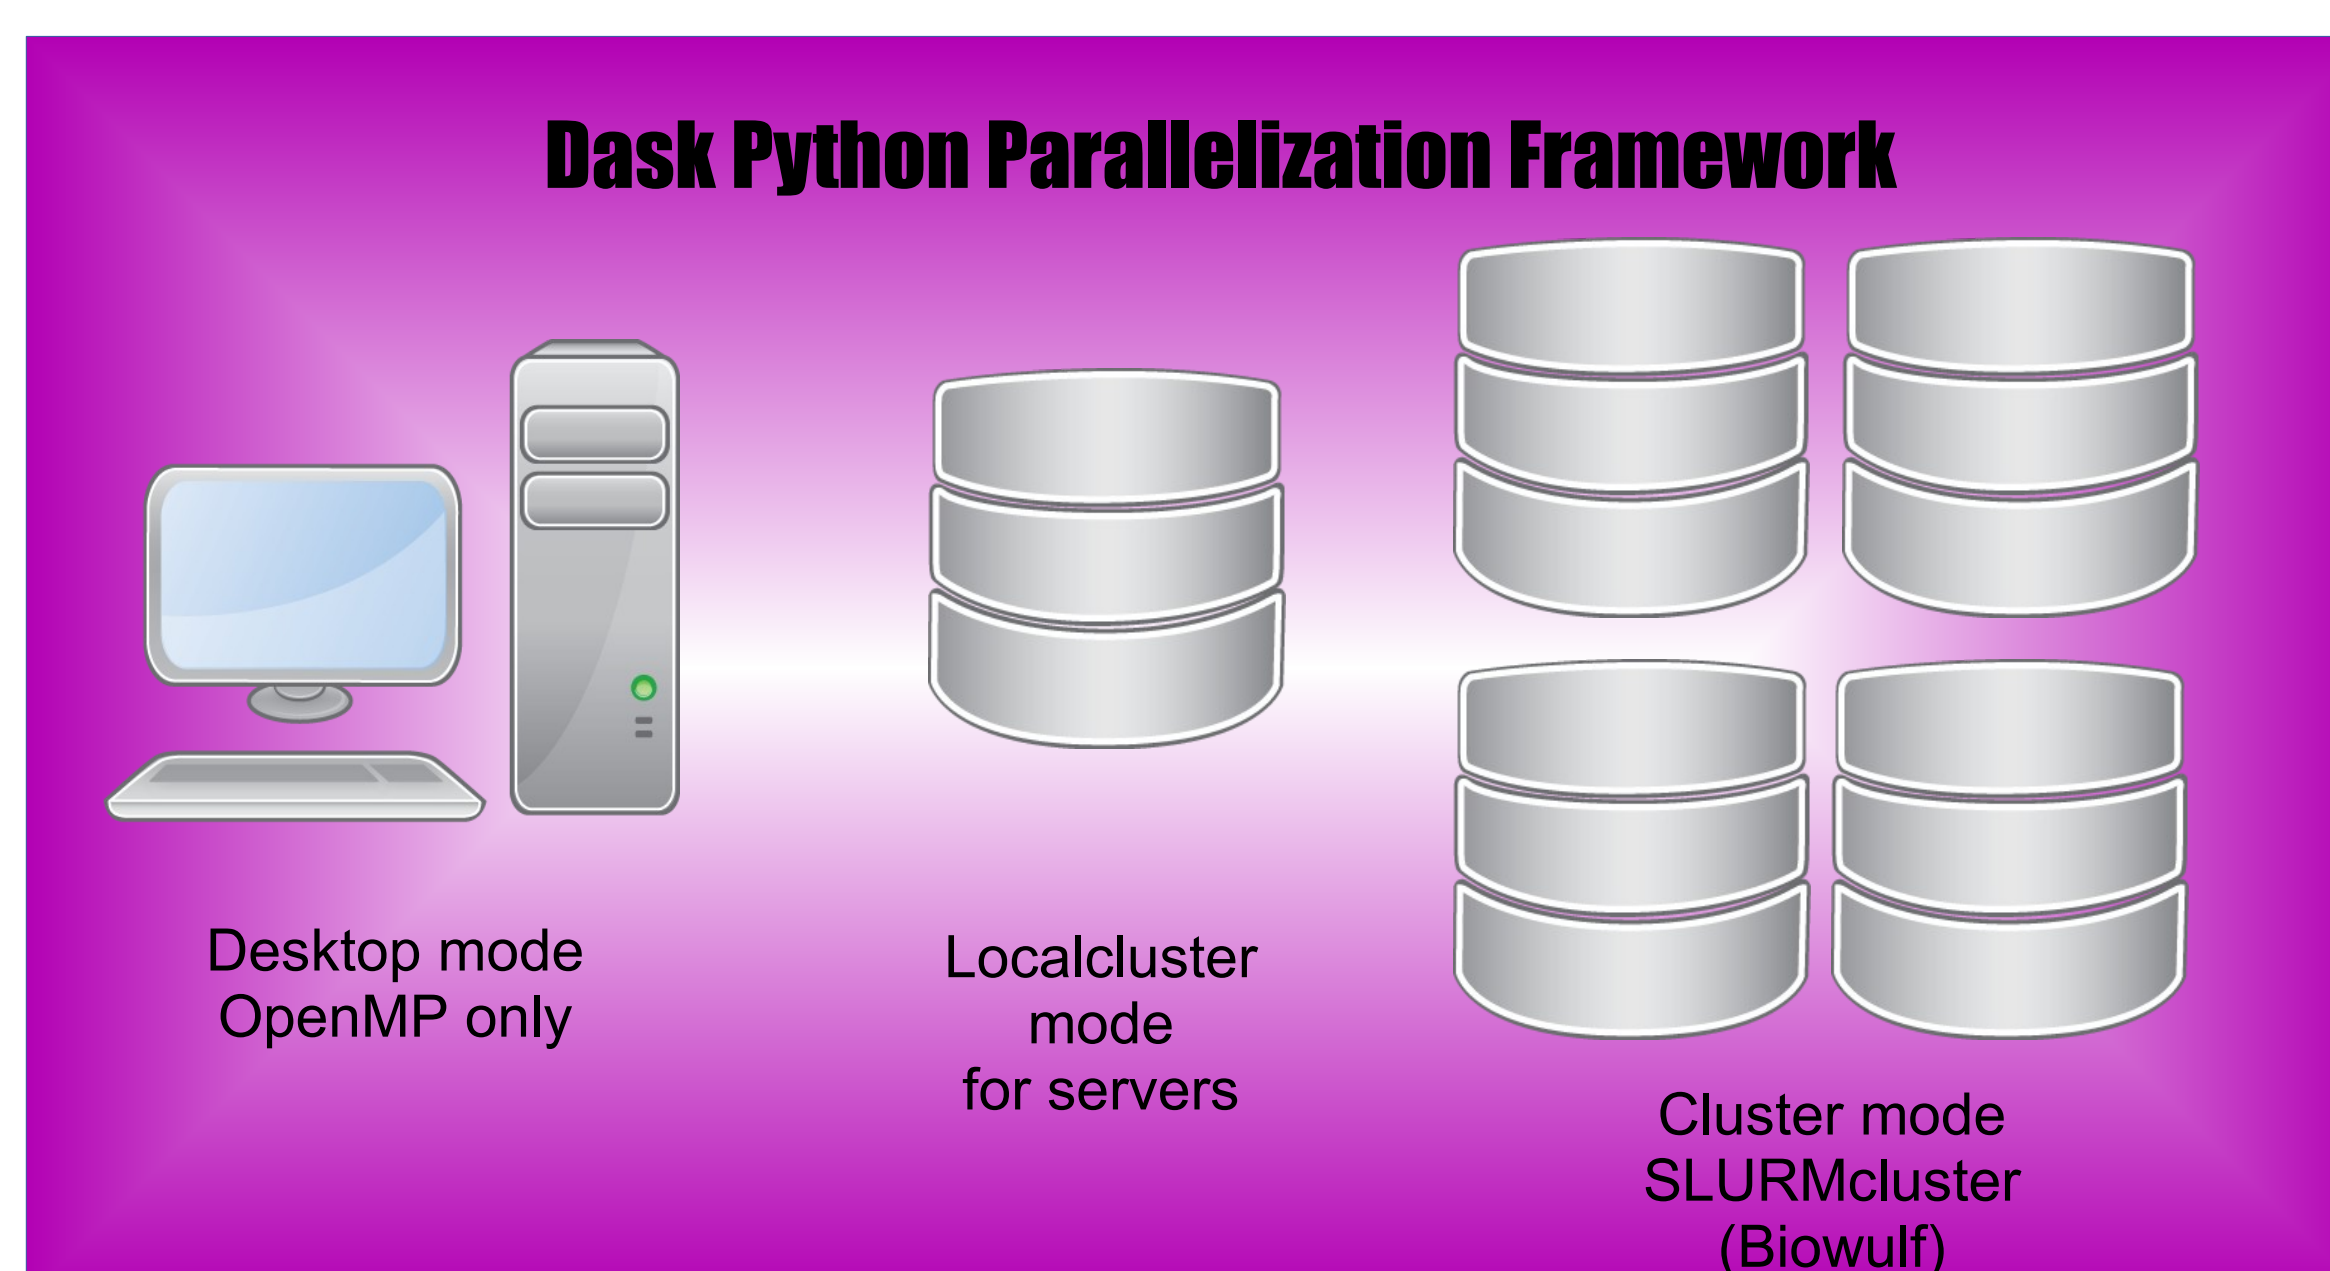 Dask Python Parallelization Framework
Desktop mode
OpenMP only
Localcluster
mode
for servers
Cluster mode
SLURMcluster
(Biowulf)